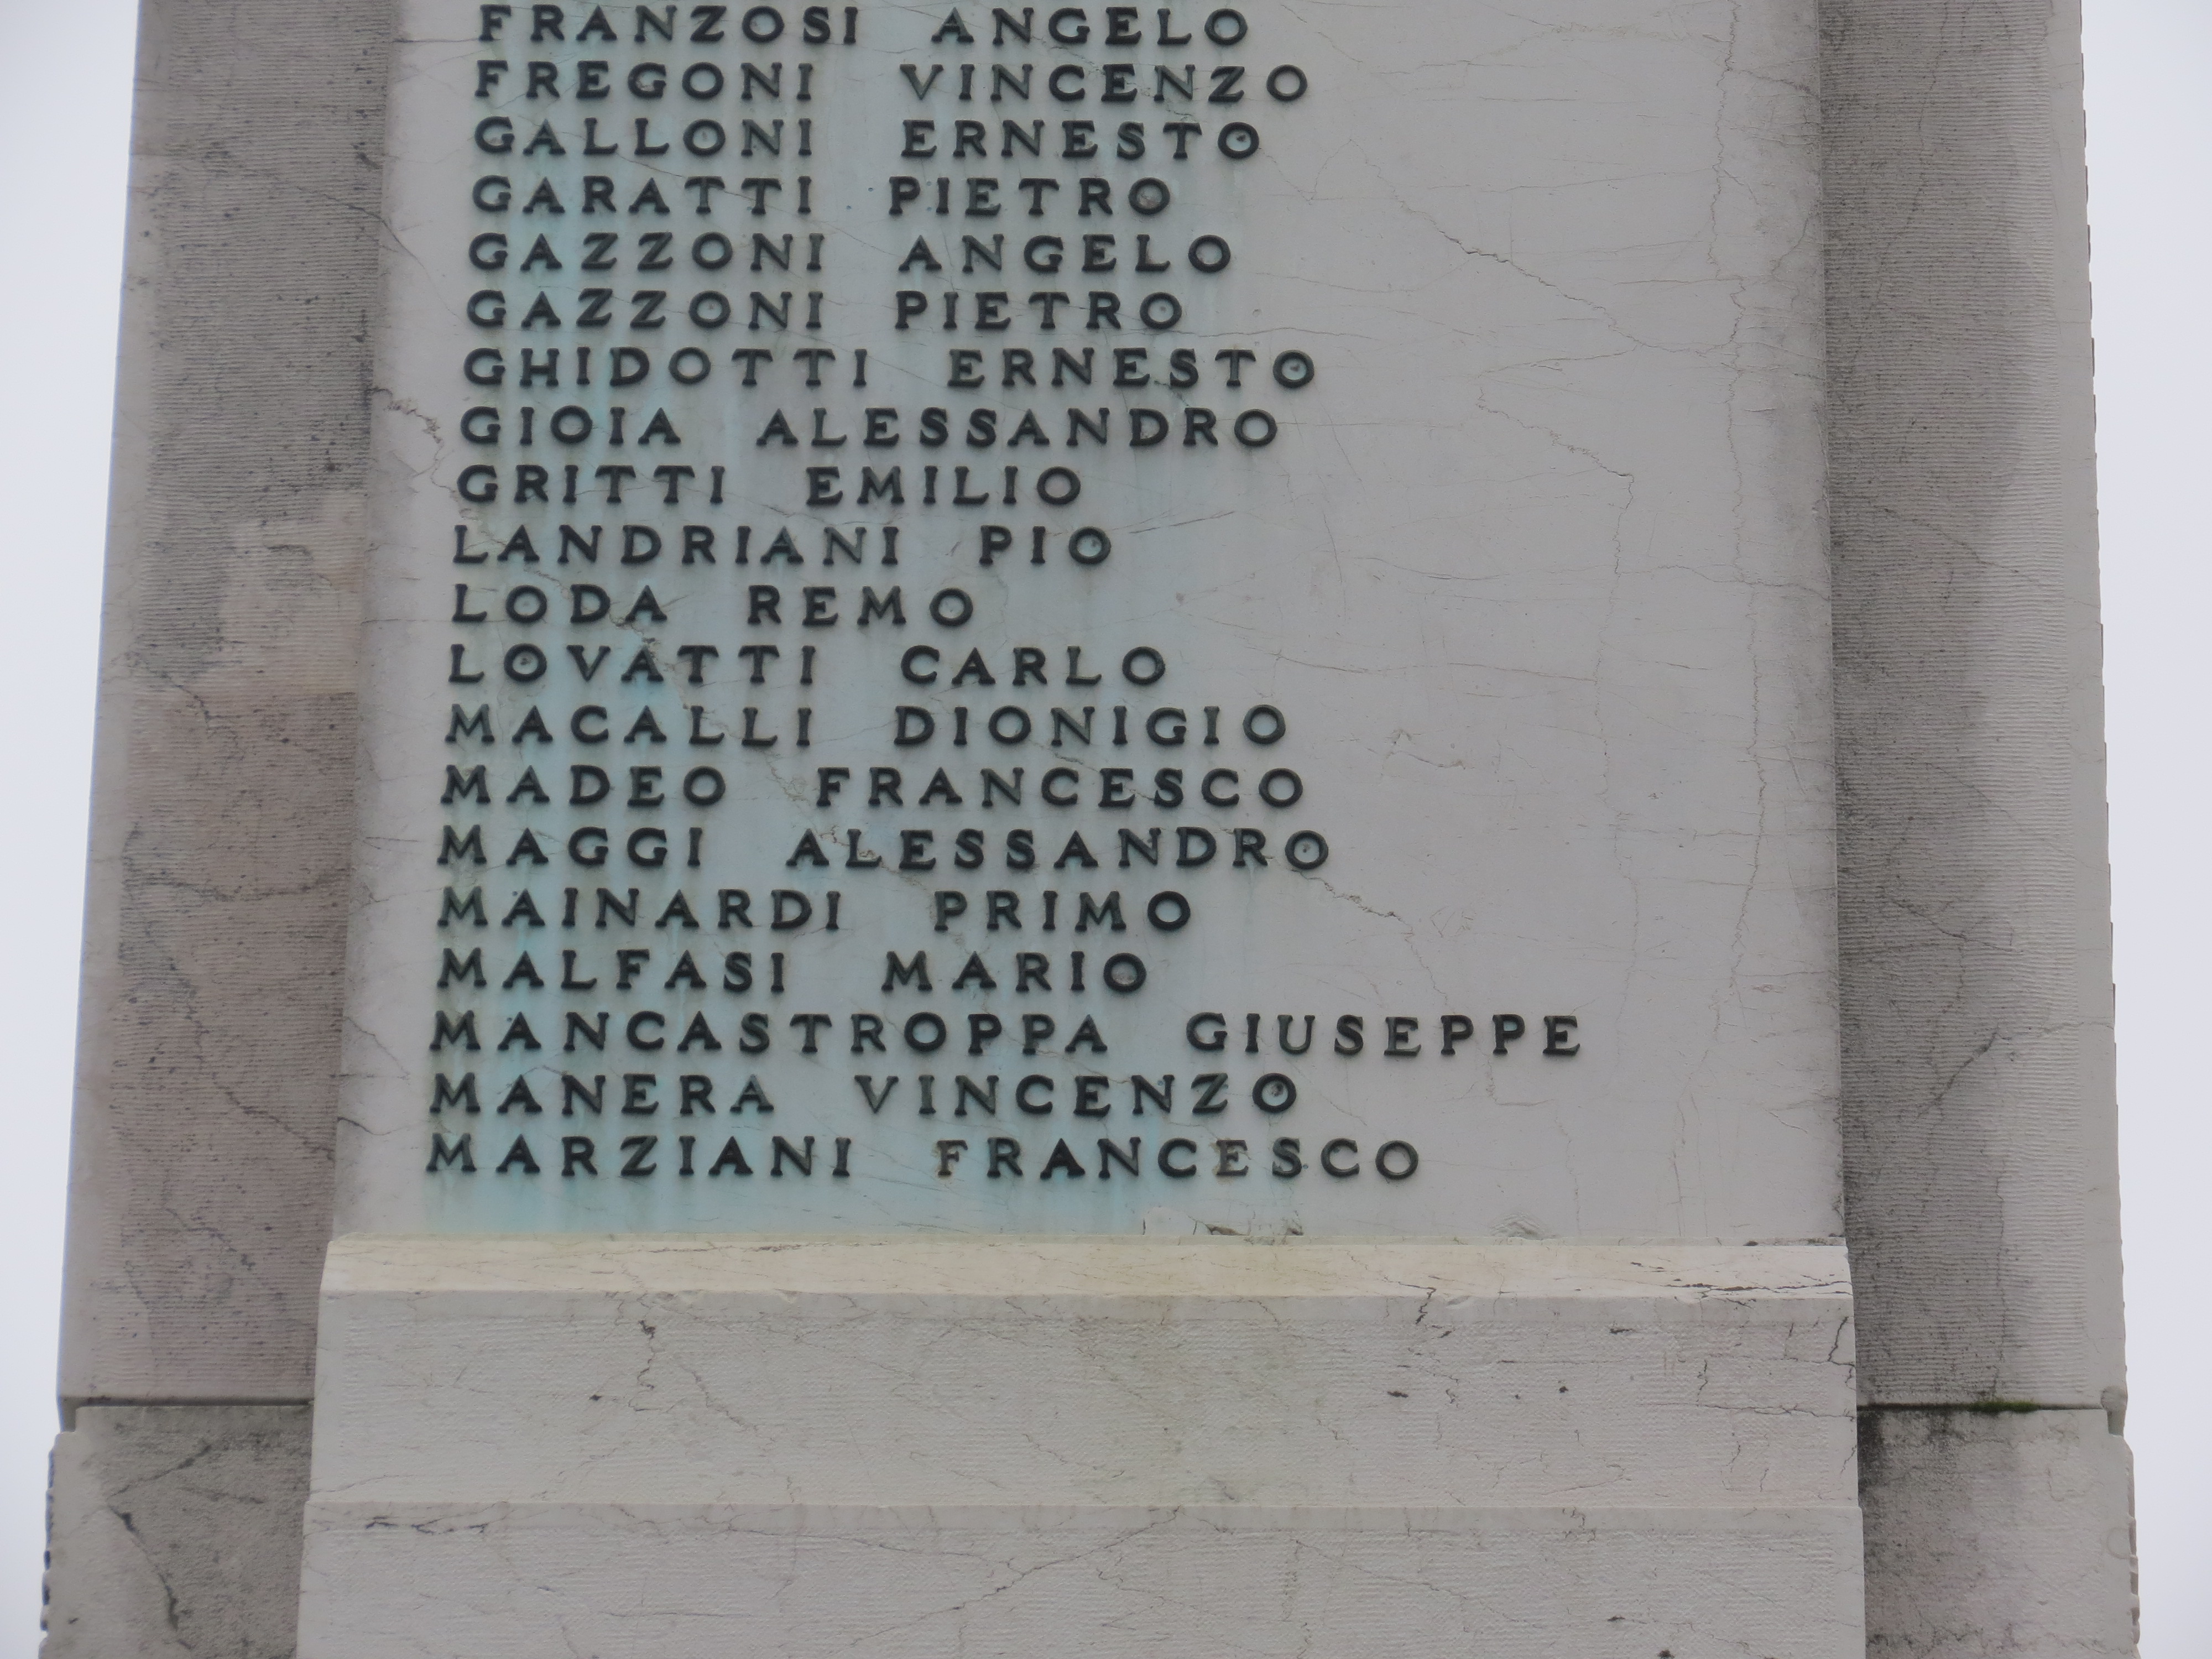 FRANZOSI ANGELO
FREGONI VINCENZO
GALLONI ERNESTO
GARATTI PIETRO
GAZZONI ANGELO
GAZZONI PIETRO
GHIDOTTI ERNESTO
GIOIA ALESSANDRO
GRITTI EMILIO
LANDRIANI PIO
LODA REMO
LOVATTI CARLO
MACALLI DIONIGIO
MADEO FRANCESCO
MAGGI ALESSANDRO
MAINARDI PRIMO
MALFASI MARIO
MANCASTROPPA GIUSEPPE
MANERA VINCENZO
MARZIANI FRANCESCO